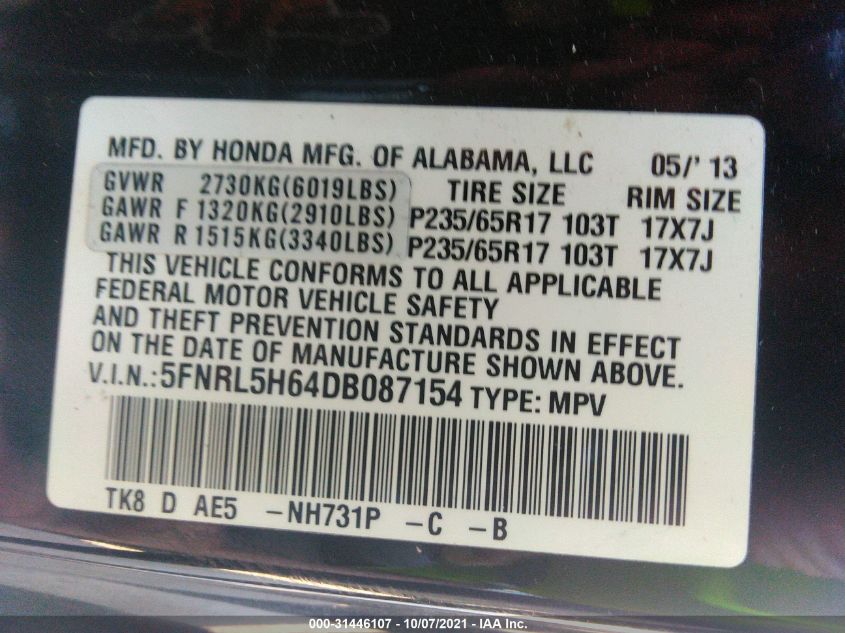 MFD. BY HONDA MFG. OF ALABAMA, LLC 05/' 13
GVWR 2730KG(6019LBS) TIRE SIZE RIM SIZE
GAWR F 1320KG(2910LBS) P235/65R17 103T 17X7J
GAWR R 1515KG(3340LBS) P235/65R17 103T 17X7J
THIS VEHICLE CONFORMS TO ALL APPLICABLE
FEDERAL MOTOR VEHICLE SAFETY
AND THEFT PREVENTION STANDARDS IN EFFECT
ON THE DATE OF MANUFACTURE SHOWN ABOVE.
V.I.N.:5FNRL5H64DB087154 TYPE: MPV
TK8 D AE5 -NH731P -C -B
000-31446107 - 10/07/2021 - IAA Inc.